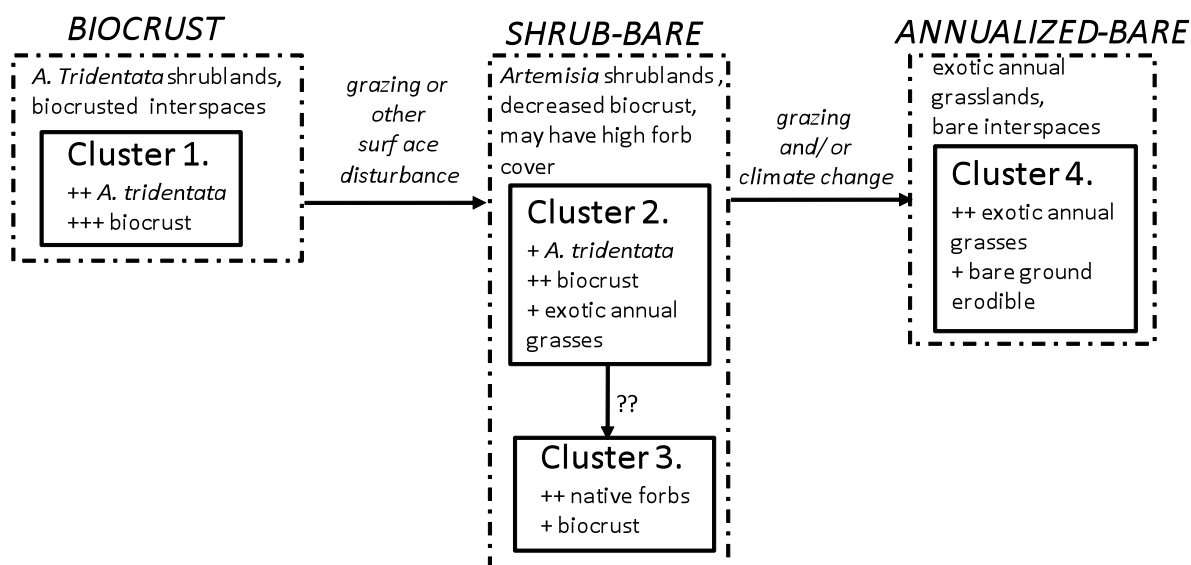 BIOCRUST
A. Tridentata shrublands,
biocrusted interspaces
Cluster 1.
++ A. tridentata
+++ biocrust
grazing or
other
surf ace
disturbance
SHRUB-BARE
Artemisia shrublands ,
decreased biocrust,
may have high forb
cover
Cluster 2.
+ A. tridentata
++ biocrust
+ exotic annual
grasses
??
Cluster 3.
++ native forbs
+ biocrust
grazing
and/ or
climate change
ANNUALIZED-BARE
exotic annual
grasslands,
bare interspaces
Cluster 4.
++ exotic annual
grasses
+ bare ground
erodible